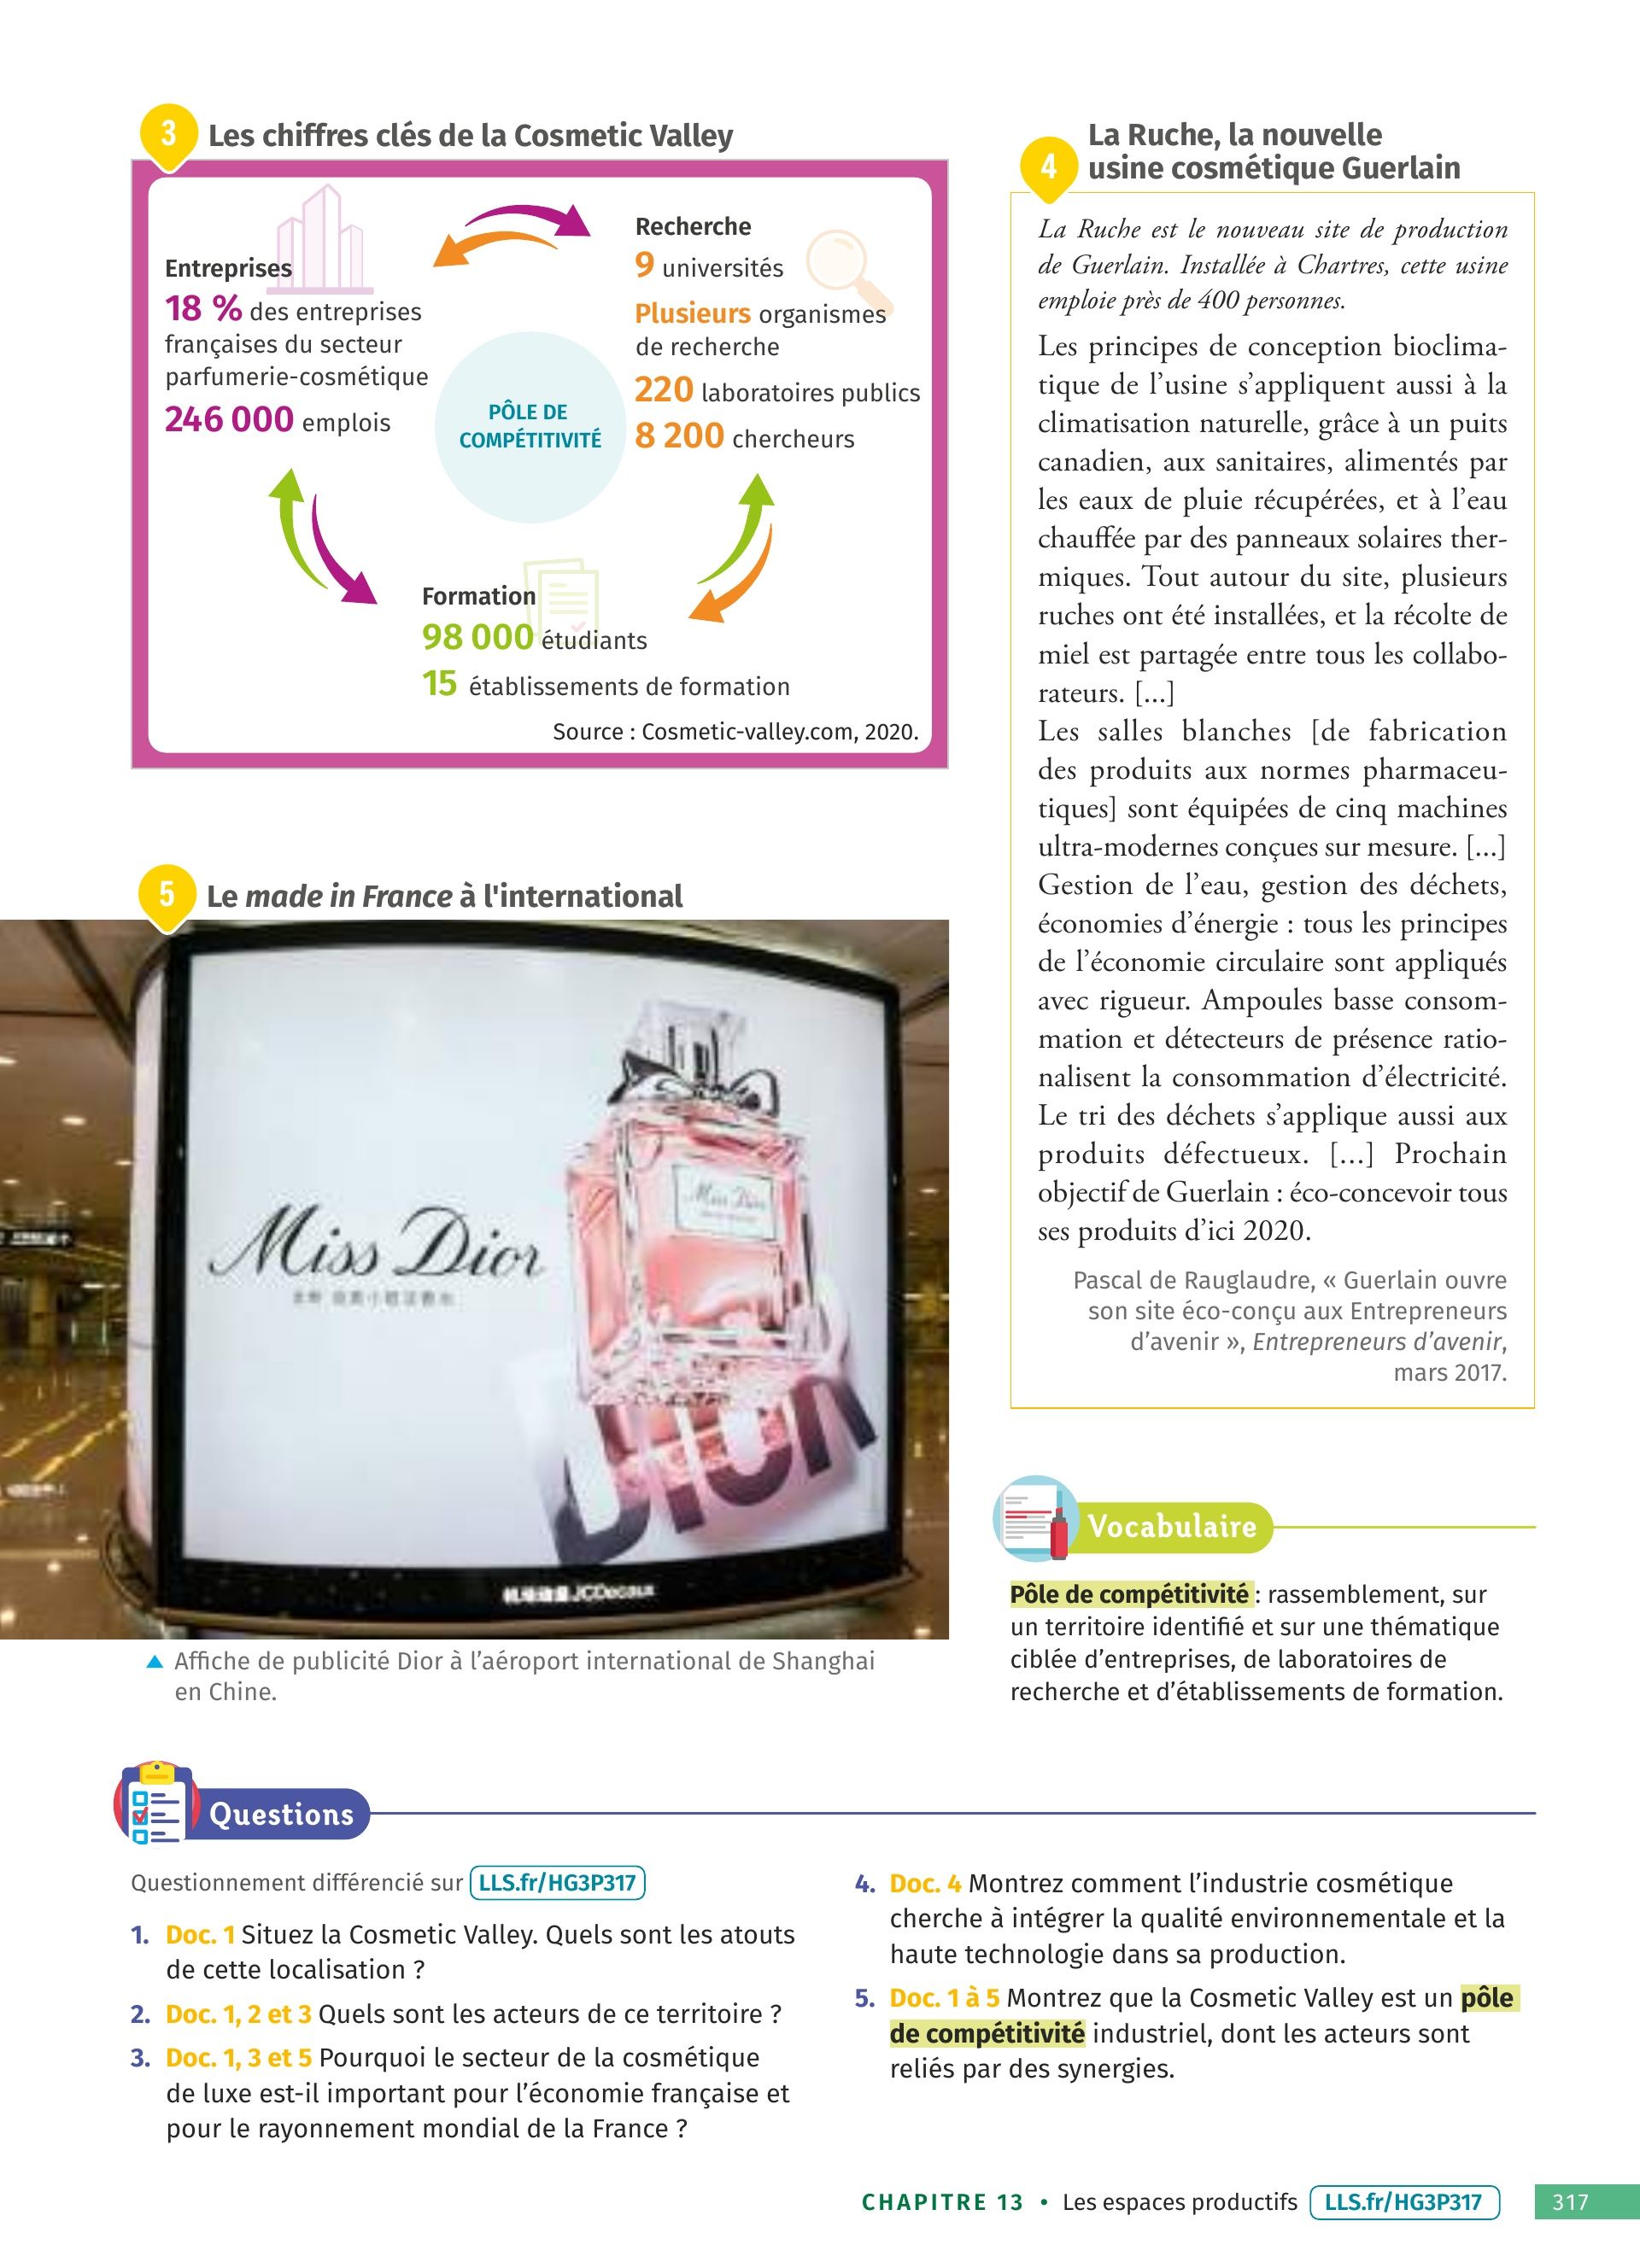 3
Les chiffres clés de la Cosmetic Valley
Entreprises
18 % des entreprises
françaises du secteur
parfumerie-cosmétique
246 000 emplois
PÔLE DE
COMPÉTITIVITÉ
Recherche
9 universités
Plusieurs organismes
de recherche
220 laboratoires publics
8 200 chercheurs
Formation
98 000 étudiants
15 établissements de formation
Source : Cosmetic-valley.com, 2020.
4
La Ruche, la nouvelle
usine cosmétique Guerlain
La Ruche est le nouveau site de production
de Guerlain. Installée à Chartres, cette usine
emploie près de 400 personnes.
Les principes de conception bioclima-
tique de l’usine s’appliquent aussi à la
climatisation naturelle, grâce à un puits
canadien, aux sanitaires, alimentés par
les eaux de pluie récupérées, et à l’eau
chauffée par des panneaux solaires ther-
miques. Tout autour du site, plusieurs
ruches ont été installées, et la récolte de
miel est partagée entre tous les collabo-
rateurs. [...]
Les salles blanches [de fabrication
des produits aux normes pharmaceu-
tiques] sont équipées de cinq machines
ultra-modernes conçues sur mesure. [...]
Gestion de l’eau, gestion des déchets,
économies d’énergie : tous les principes
de l’économie circulaire sont appliqués
avec rigueur. Ampoules basse consom-
mation et détecteurs de présence ratio-
nalisent la consommation d’électricité.
Le tri des déchets s’applique aussi aux
produits défectueux. [...] Prochain
objectif de Guerlain : éco-concevoir tous
ses produits d’ici 2020.
Pascal de Rauglaudre, « Guerlain ouvre
son site éco-conçu aux Entrepreneurs
d’avenir », Entrepreneurs d’avenir,
mars 2017.
5
Le made in France à l'international
Miss Dior
Miss Dior
DIOR
JCDecaux
Affiche de publicité Dior à l’aéroport international de Shanghai
en Chine.
Vocabulaire
Pôle de compétitivité : rassemblement, sur
un territoire identifié et sur une thématique
ciblée d’entreprises, de laboratoires de
recherche et d’établissements de formation.
Questions
Questionnement différencié sur LLS.fr/HG3P317
1. Doc. 1 Situez la Cosmetic Valley. Quels sont les atouts
de cette localisation ?
2. Doc. 1, 2 et 3 Quels sont les acteurs de ce territoire ?
3. Doc. 1, 3 et 5 Pourquoi le secteur de la cosmétique
de luxe est-il important pour l’économie française et
pour le rayonnement mondial de la France ?
4. Doc. 4 Montrez comment l’industrie cosmétique
cherche à intégrer la qualité environnementale et la
haute technologie dans sa production.
5. Doc. 1 à 5 Montrez que la Cosmetic Valley est un pôle
de compétitivité industriel, dont les acteurs sont
reliés par des synergies.
CHAPITRE 13 • Les espaces productifs LLS.fr/HG3P317 317